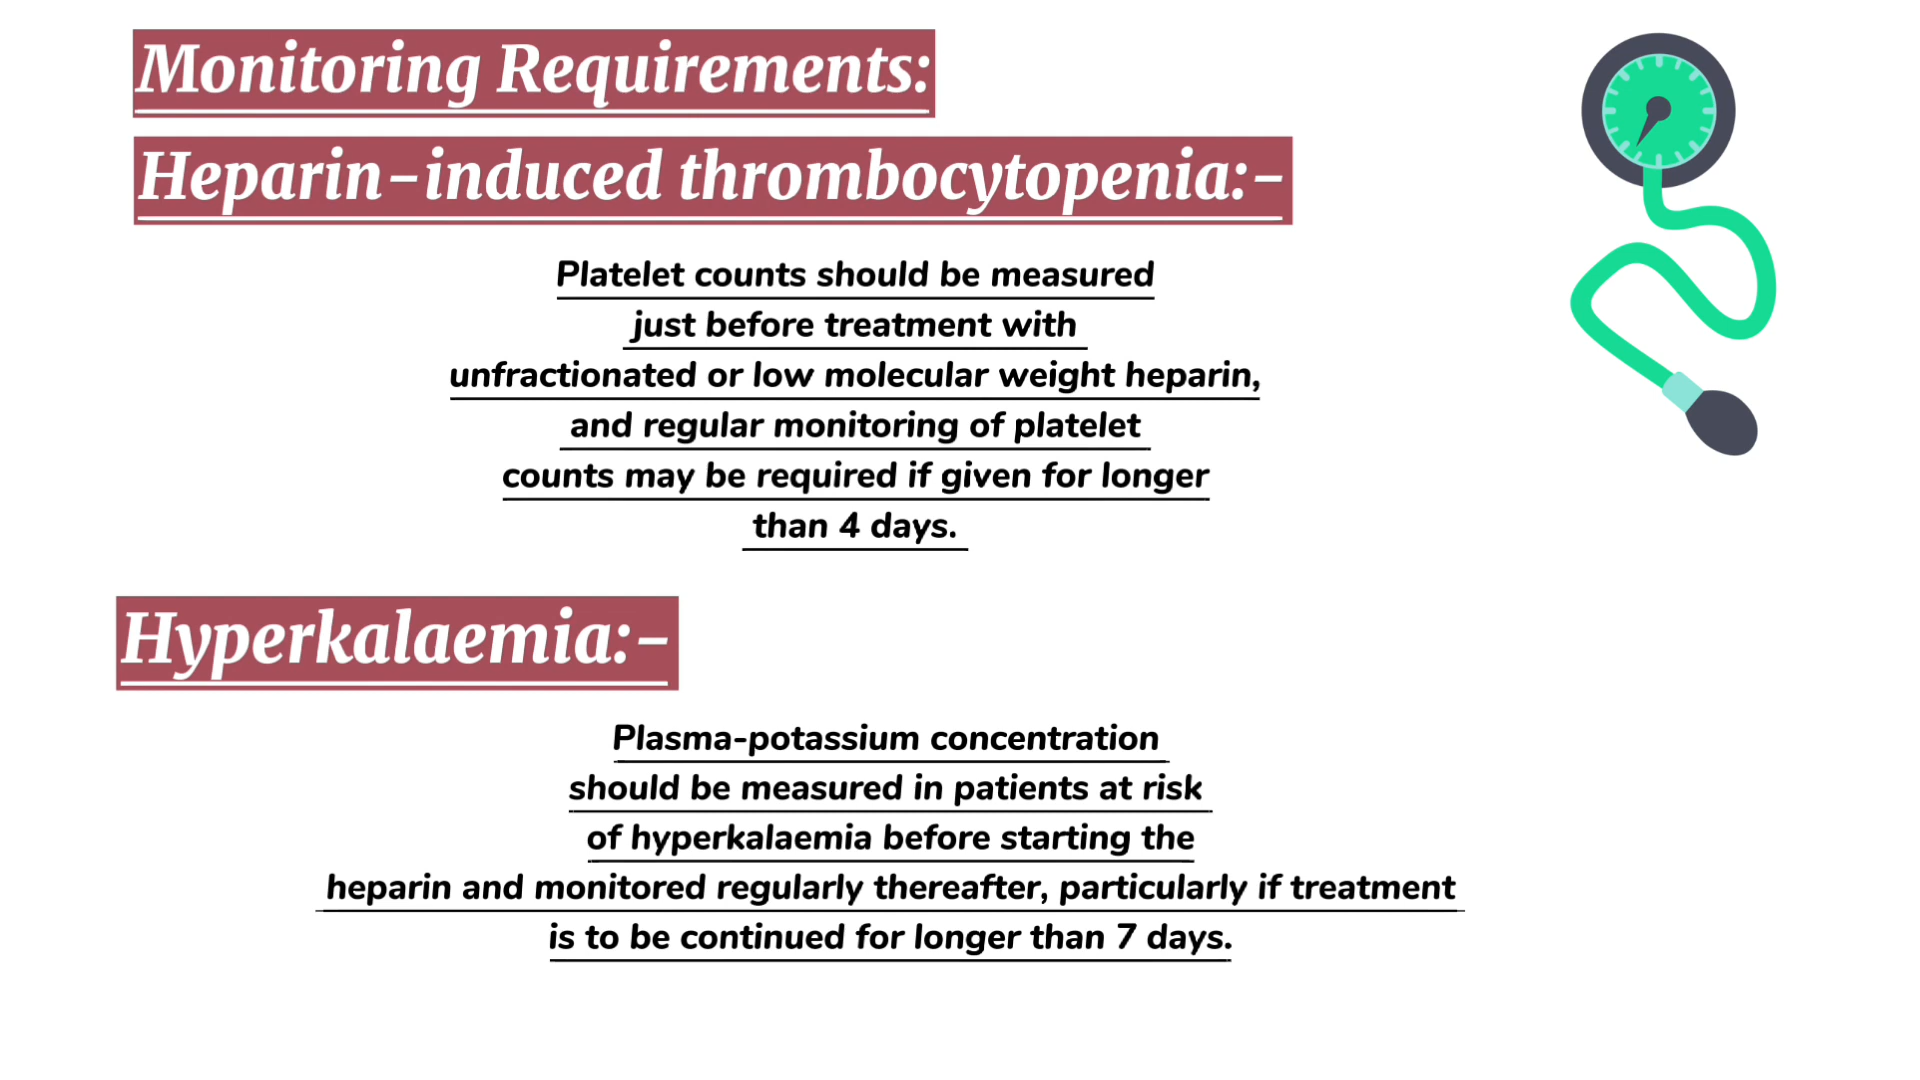 Monitoring Requirements:
Heparin-induced thrombocytopenia:-
Platelet counts should be measured
just before treatment with
unfractionated or low molecular weight heparin,
and regular monitoring of platelet
counts may be required if given for longer
than 4 days.
Hyperkalaemia:-
Plasma-potassium concentration
should be measured in patients at risk
of hyperkalaemia before starting the
heparin and monitored regularly thereafter, particularly if treatment
is to be continued for longer than 7 days.